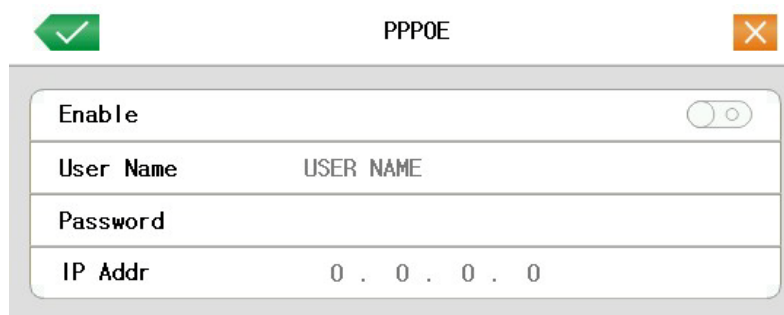 PPPOE
Enable
User Name USER NAME
Password
IP Addr 0 . 0 . 0 . 0